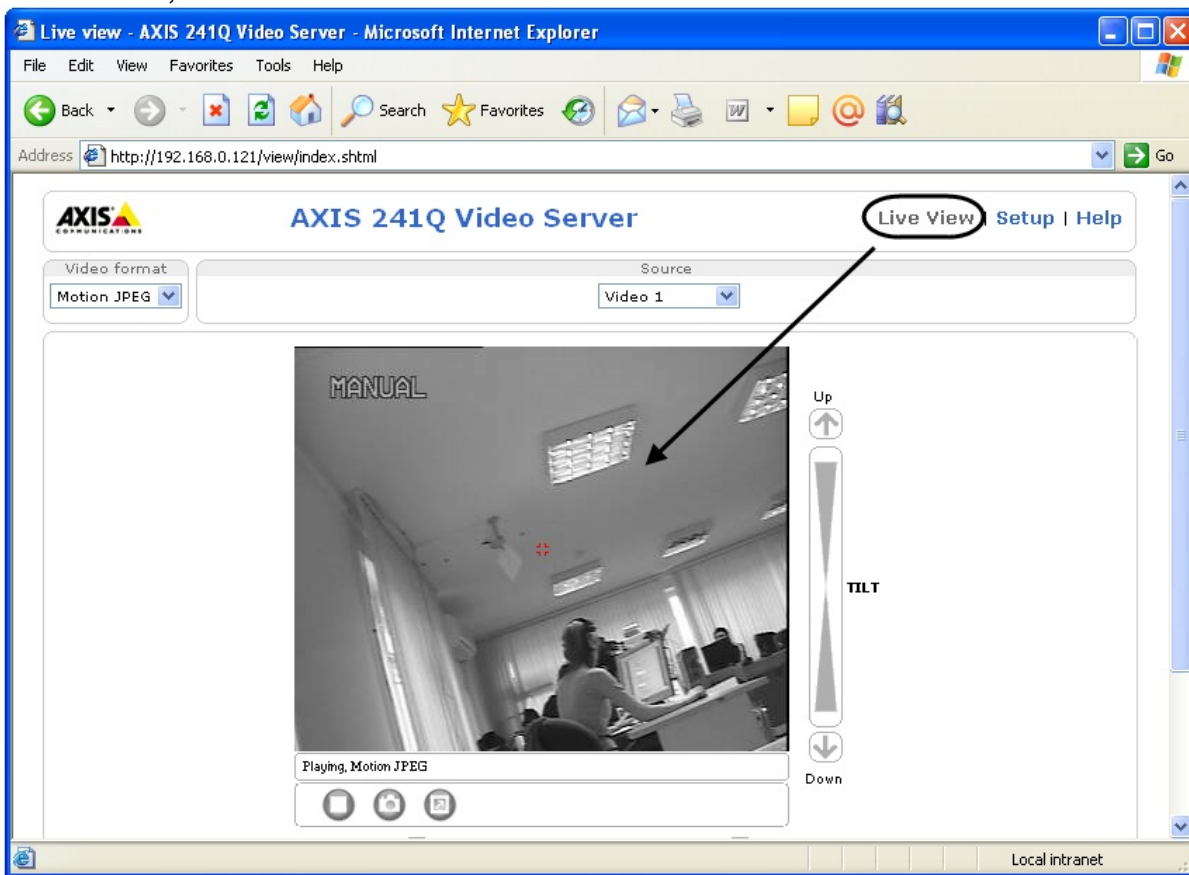 Live view - AXIS 241Q Video Server - Microsoft Internet Explorer
File Edit View Favorites Tools Help
Back Search Favorites
Address http://192.168.0.121/view/index.shtml Go
AXIS
COMMUNICATIONS
AXIS 241Q Video Server
Live View | Setup | Help
Video format
Motion JPEG
Source
Video 1
MANUAL
Up
TILT
Down
Playing, Motion JPEG
Local intranet